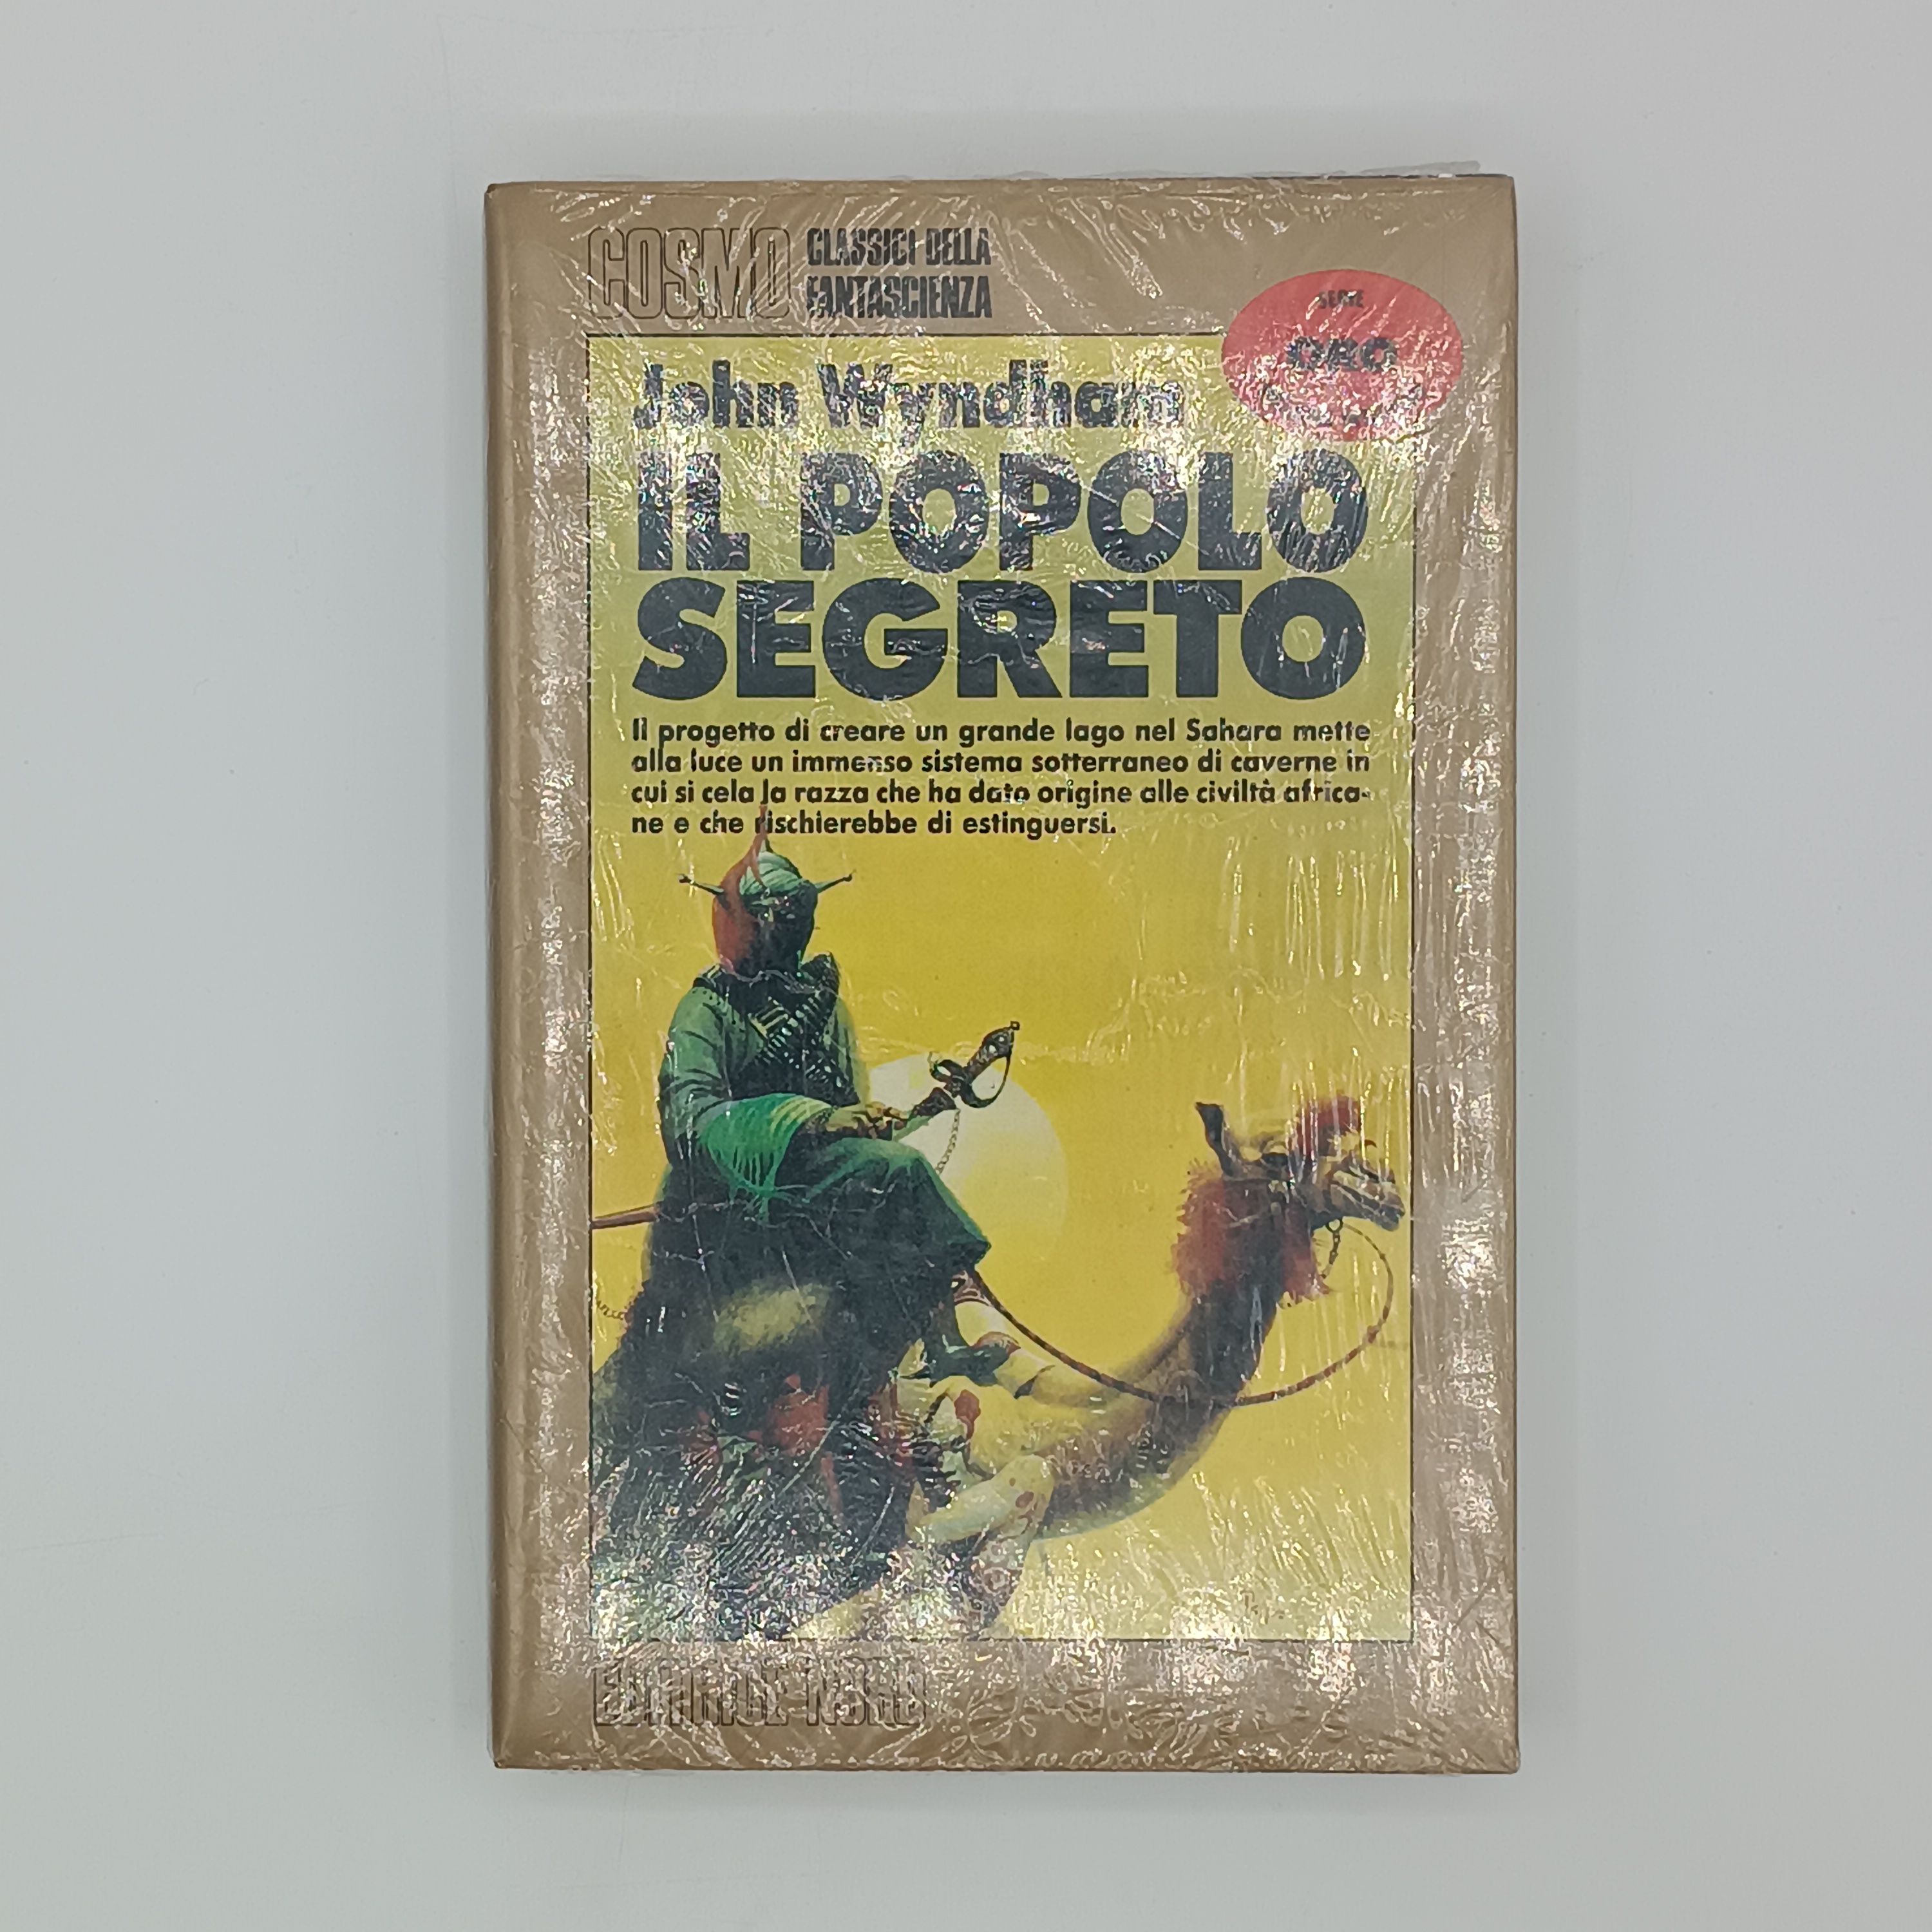 COSMO CLASSICI DELLA
FANTASCIENZA
SERIE
ORO
John Wyndham
IL POPOLO
SEGRETO
Il progetto di creare un grande lago nel Sahara mette
alla luce un immenso sistema sotterraneo di caverne in
cui si cela la razza che ha dato origine alle civiltà africa-
ne e che rischierebbe di estinguersi.
EDITRICE NORD